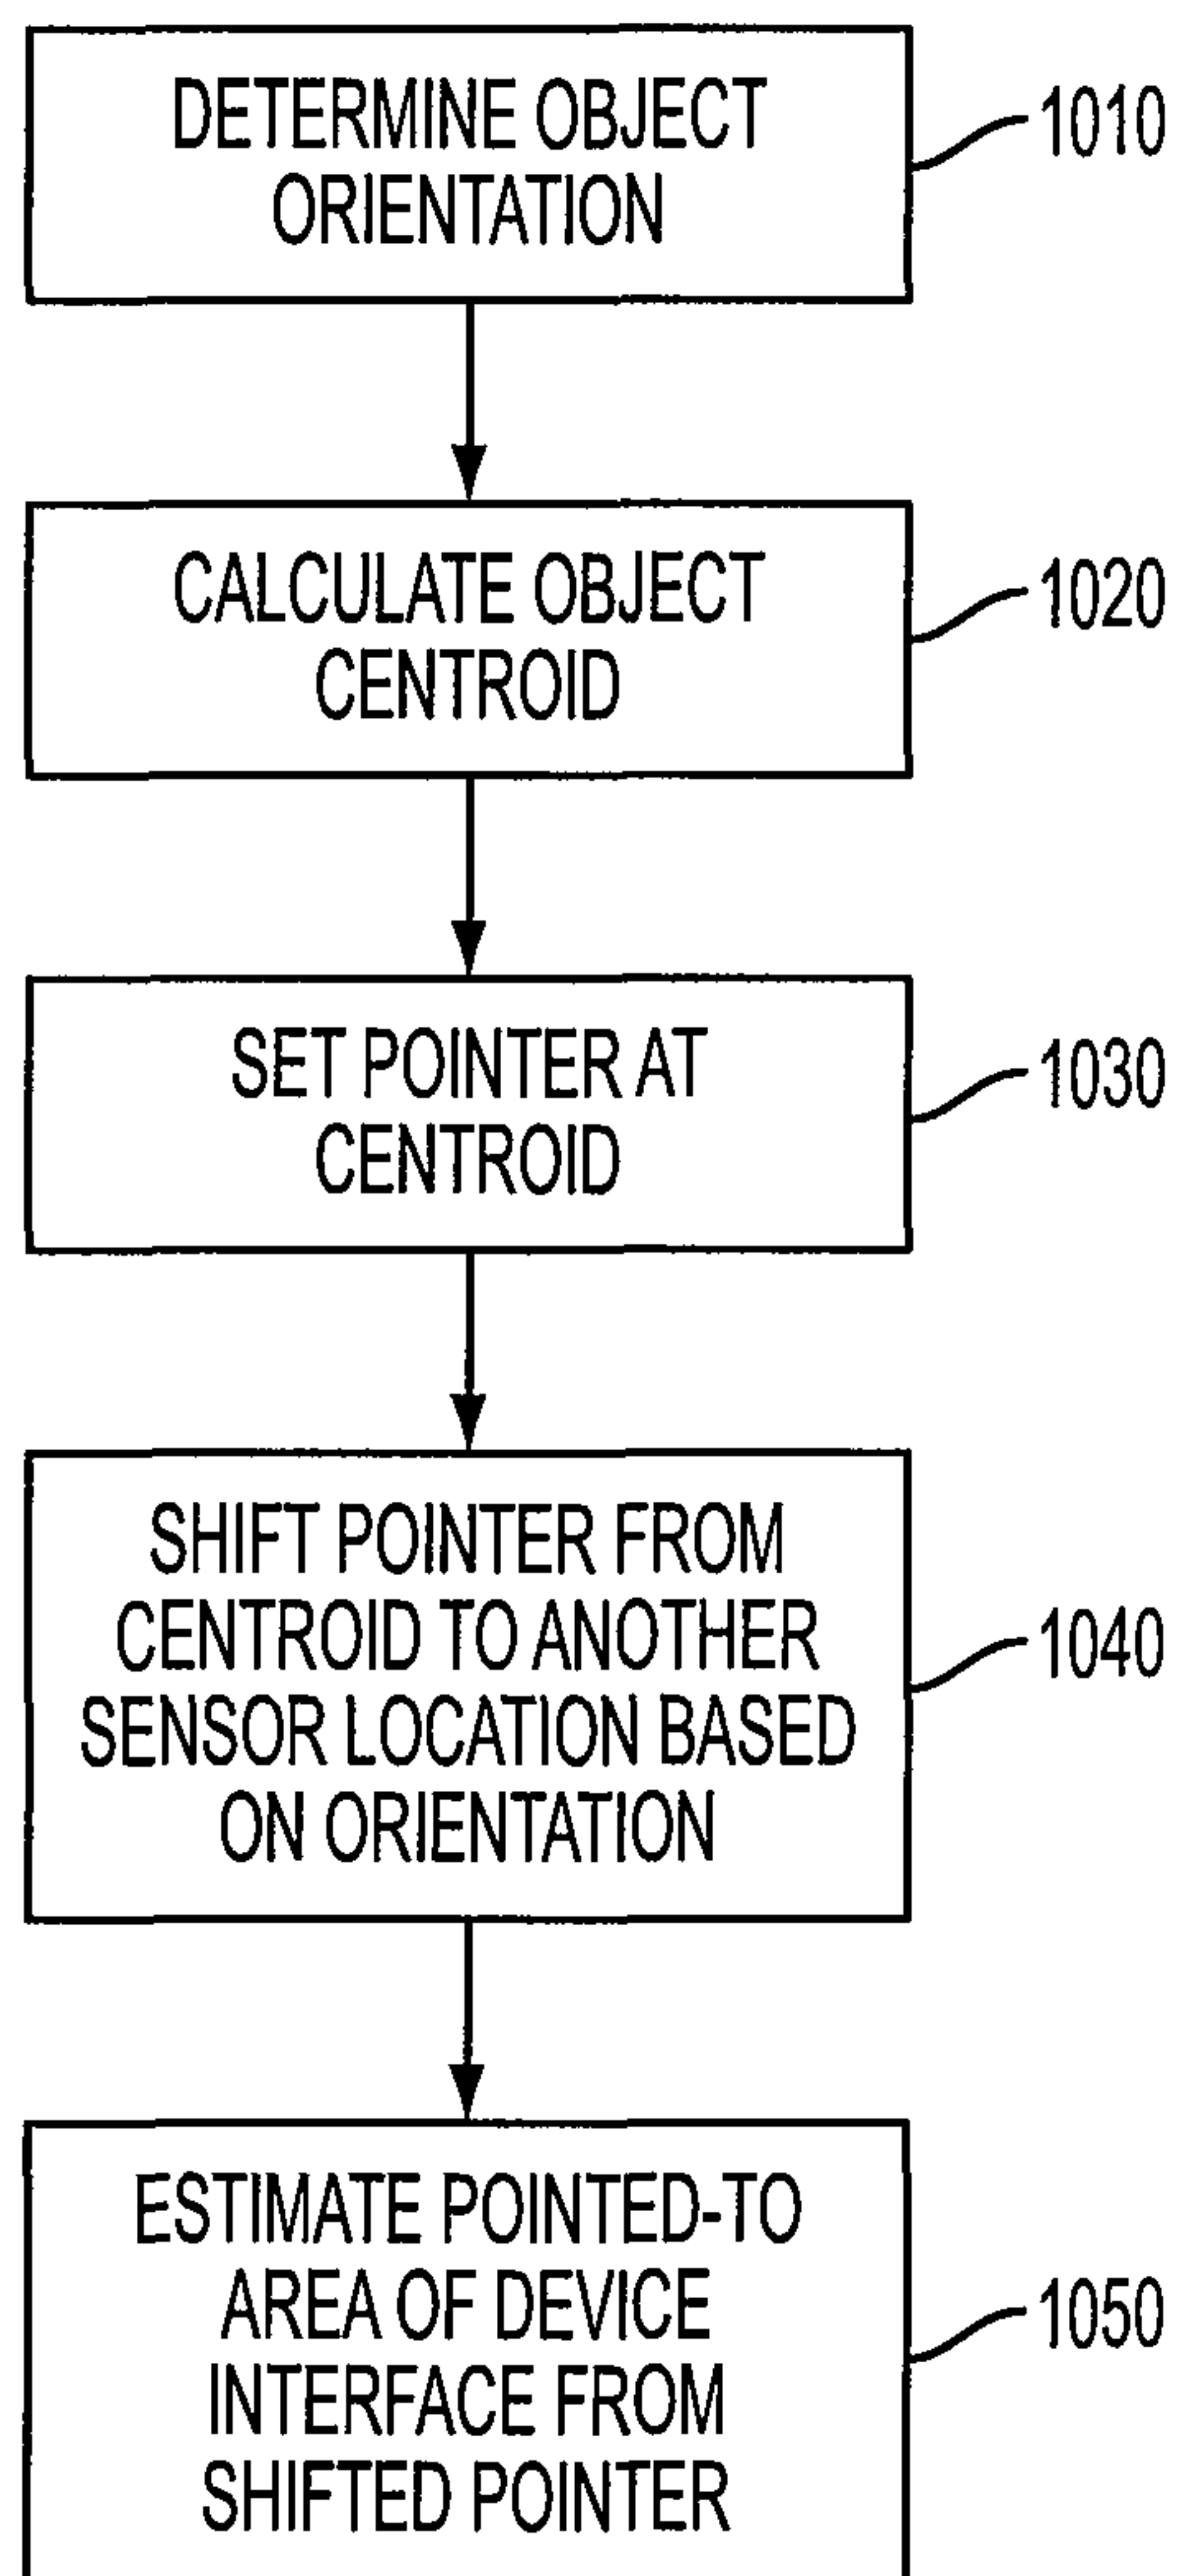 DETERMINE OBJECT
ORIENTATION
1010
CALCULATE OBJECT
CENTROID
1020
SET POINTER AT
CENTROID
1030
SHIFT POINTER FROM
CENTROID TO ANOTHER
SENSOR LOCATION BASED
ON ORIENTATION
1040
ESTIMATE POINTED-TO
AREA OF DEVICE
INTERFACE FROM
SHIFTED POINTER
1050